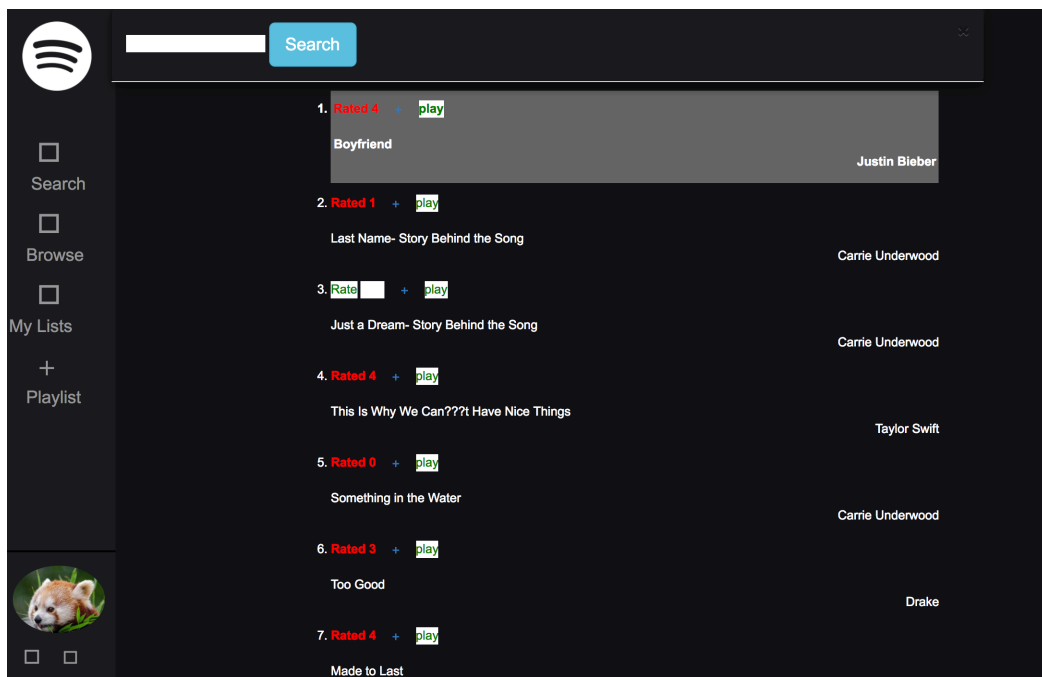 Search
×
Search
Browse
My Lists
+
Playlist
1. Rated 4 + play
Boyfriend
Justin Bieber
2. Rated 1 + play
Last Name- Story Behind the Song
Carrie Underwood
3. Rate + play
Just a Dream- Story Behind the Song
Carrie Underwood
4. Rated 4 + play
This Is Why We Can???t Have Nice Things
Taylor Swift
5. Rated 0 + play
Something in the Water
Carrie Underwood
6. Rated 3 + play
Too Good
Drake
7. Rated 4 + play
Made to Last